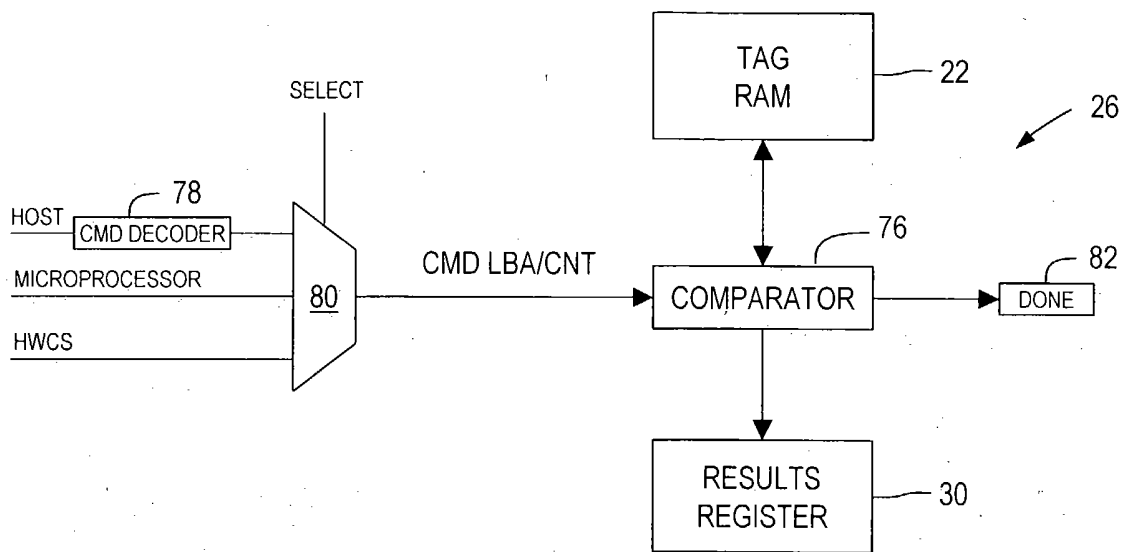 TAG
RAM
22
26
SELECT
78
HOST
CMD DECODER
MICROPROCESSOR
HWCS
80
CMD LBA/CNT
76
COMPARATOR
82
DONE
RESULTS
REGISTER
30